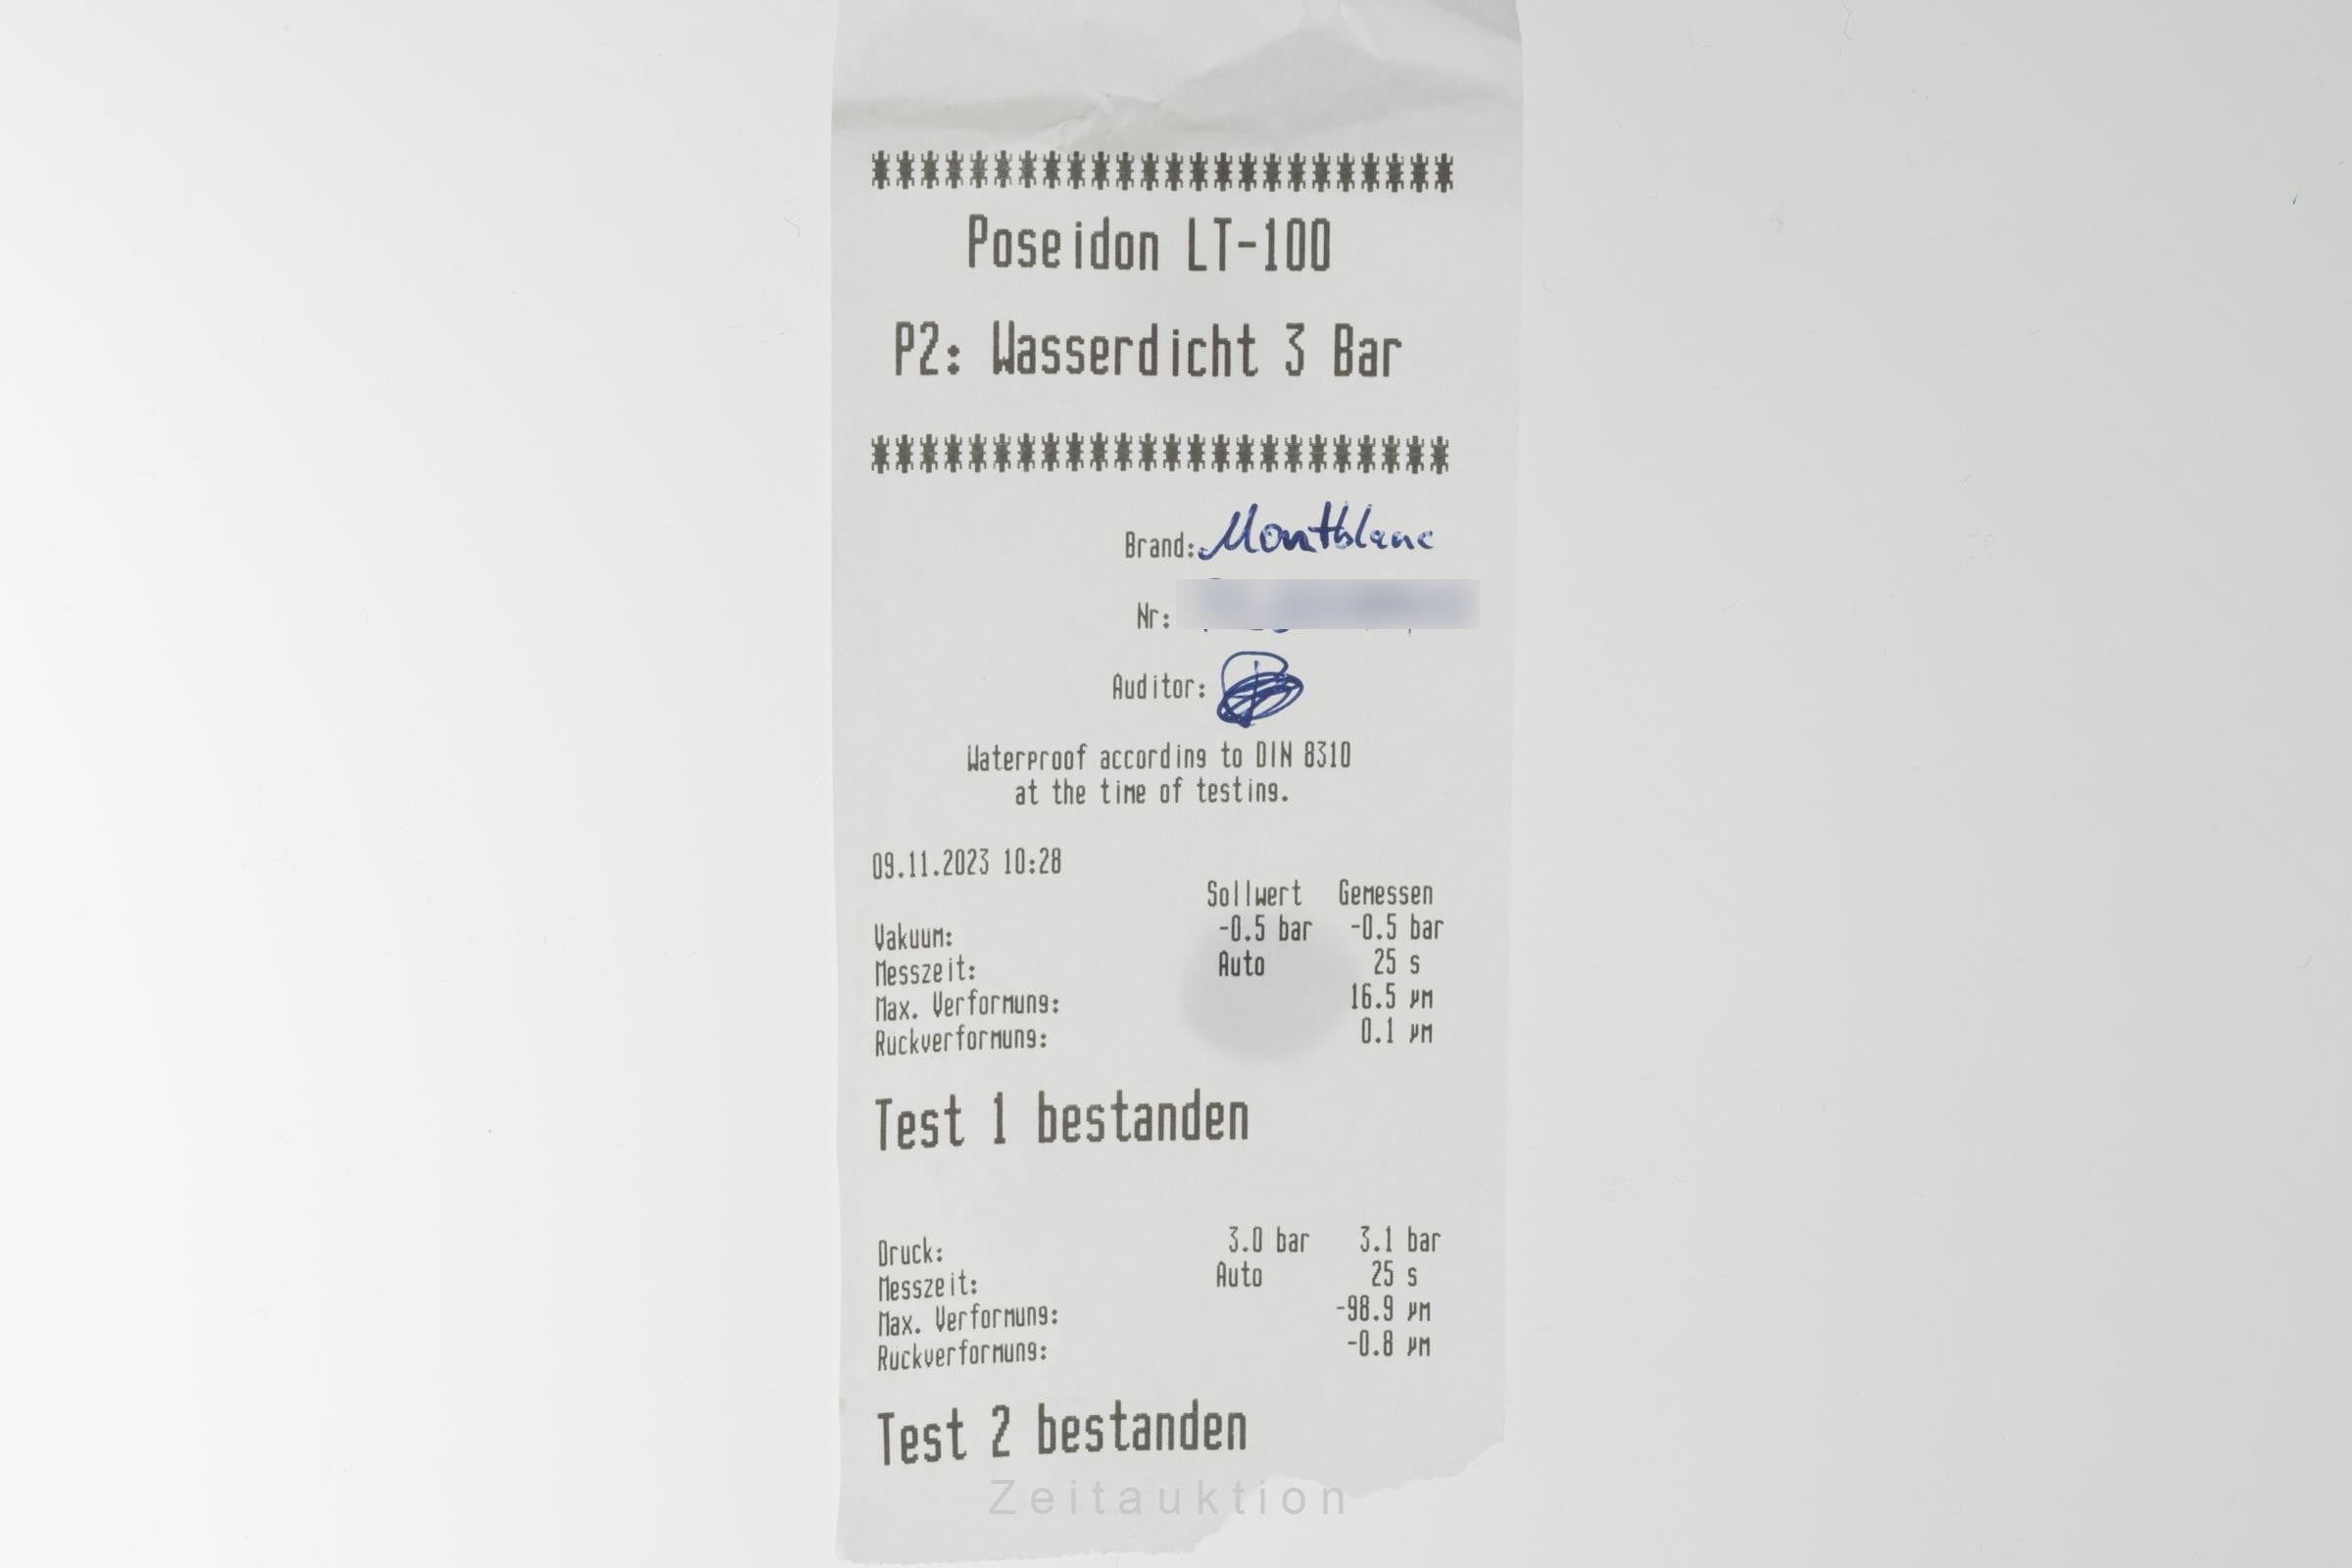 ************************
Poseidon LT-100
P2: Wasserdicht 3 Bar
************************
Brand: Montblanc
Nr:
Auditor:
Waterproof according to DIN 8310
at the time of testing.
09.11.2023 10:28
Sollwert Gemessen
Vakuum: -0.5 bar -0.5 bar
Messzeit: Auto 25 s
Max. Verformung: 16.5 µm
Rückverformung: 0.1 µm
Test 1 bestanden
Druck: 3.0 bar 3.1 bar
Messzeit: Auto 25 s
Max. Verformung: -98.9 µm
Rückverformung: -0.8 µm
Test 2 bestanden
Zeitauktion